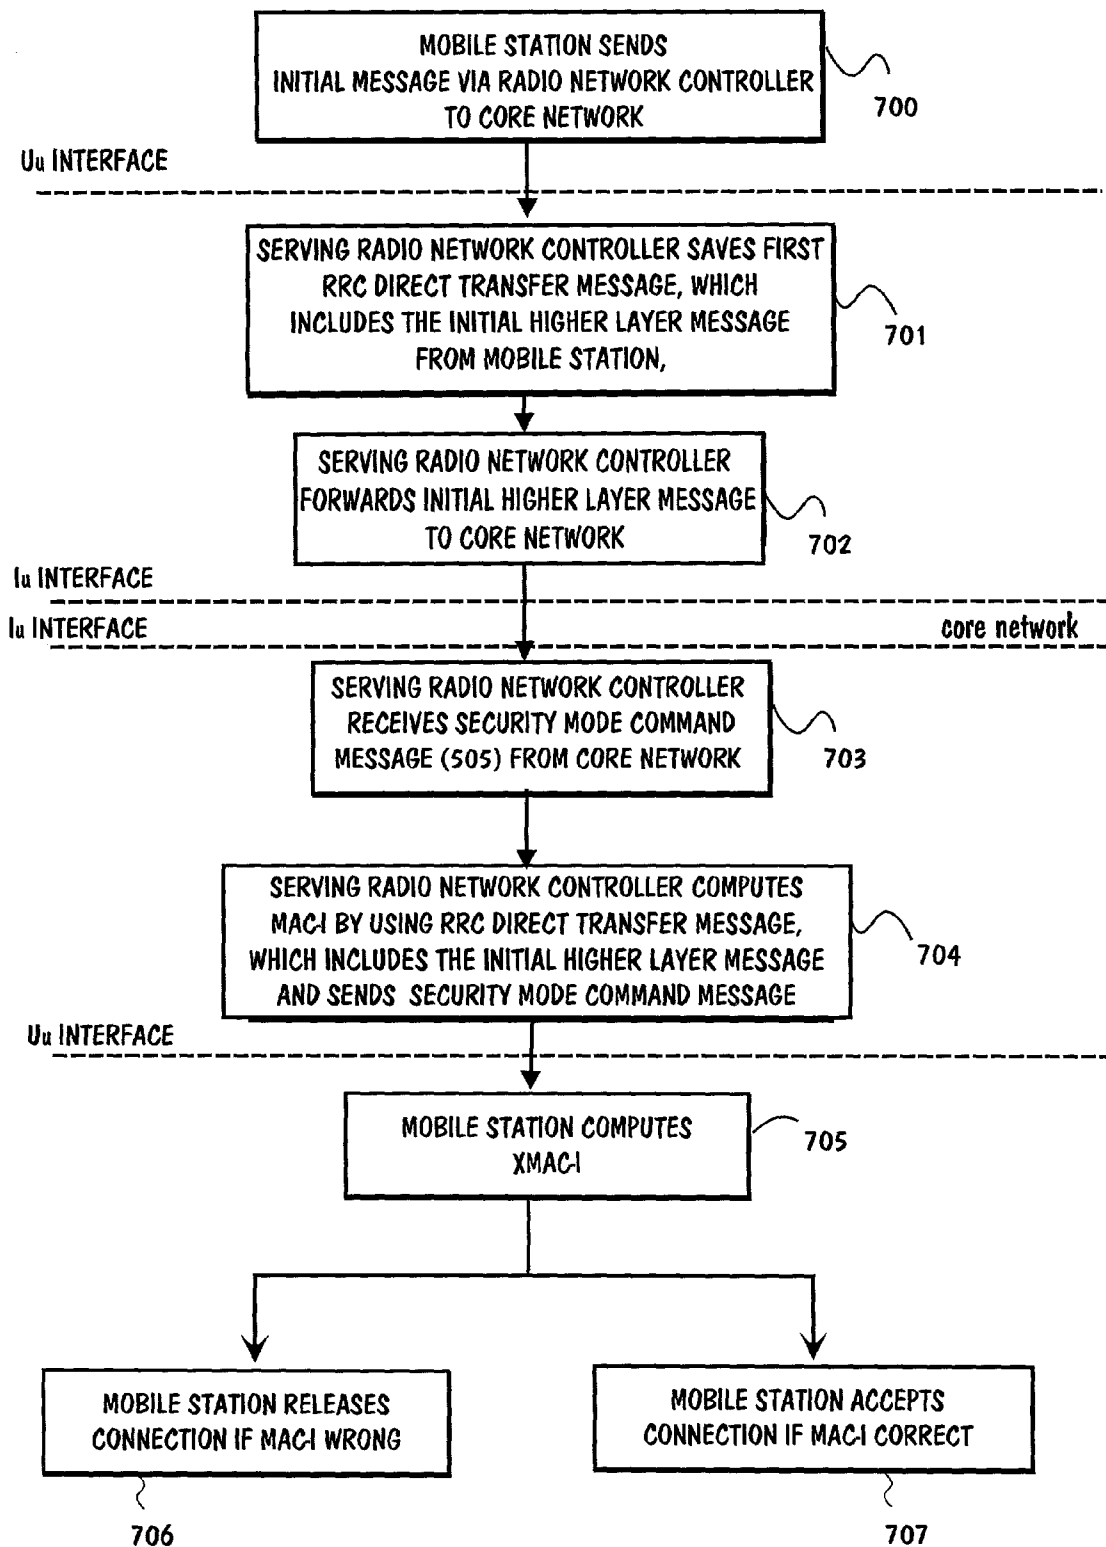 MOBILE STATION SENDS
INITIAL MESSAGE VIA RADIO NETWORK CONTROLLER
TO CORE NETWORK
700
Uu INTERFACE
SERVING RADIO NETWORK CONTROLLER SAVES FIRST
RRC DIRECT TRANSFER MESSAGE, WHICH
INCLUDES THE INITIAL HIGHER LAYER MESSAGE
FROM MOBILE STATION,
701
SERVING RADIO NETWORK CONTROLLER
FORWARDS INITIAL HIGHER LAYER MESSAGE
TO CORE NETWORK
702
Iu INTERFACE
Iu INTERFACE
core network
SERVING RADIO NETWORK CONTROLLER
RECEIVES SECURITY MODE COMMAND
MESSAGE (505) FROM CORE NETWORK
703
SERVING RADIO NETWORK CONTROLLER COMPUTES
MAC-I BY USING RRC DIRECT TRANSFER MESSAGE,
WHICH INCLUDES THE INITIAL HIGHER LAYER MESSAGE
AND SENDS SECURITY MODE COMMAND MESSAGE
704
Uu INTERFACE
MOBILE STATION COMPUTES
XMAC-I
705
MOBILE STATION RELEASES
CONNECTION IF MAC-I WRONG
706
MOBILE STATION ACCEPTS
CONNECTION IF MAC-I CORRECT
707